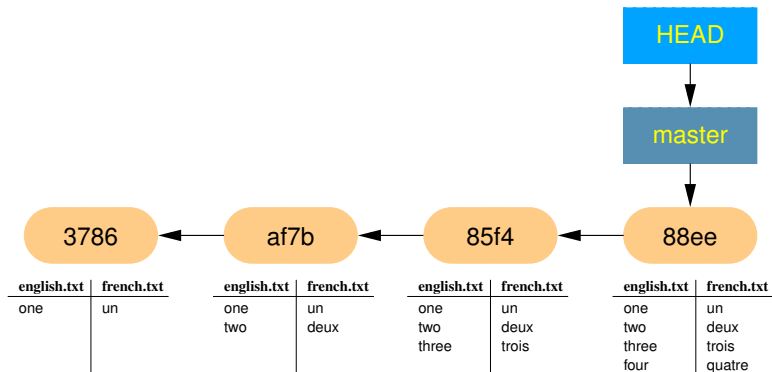 HEAD
master
3786 af7b 85f4 88ee
english.txt french.txt english.txt french.txt english.txt french.txt english.txt french.txt
one un one un one un one un
two deux two deux two deux
three trois three trois
four quatre